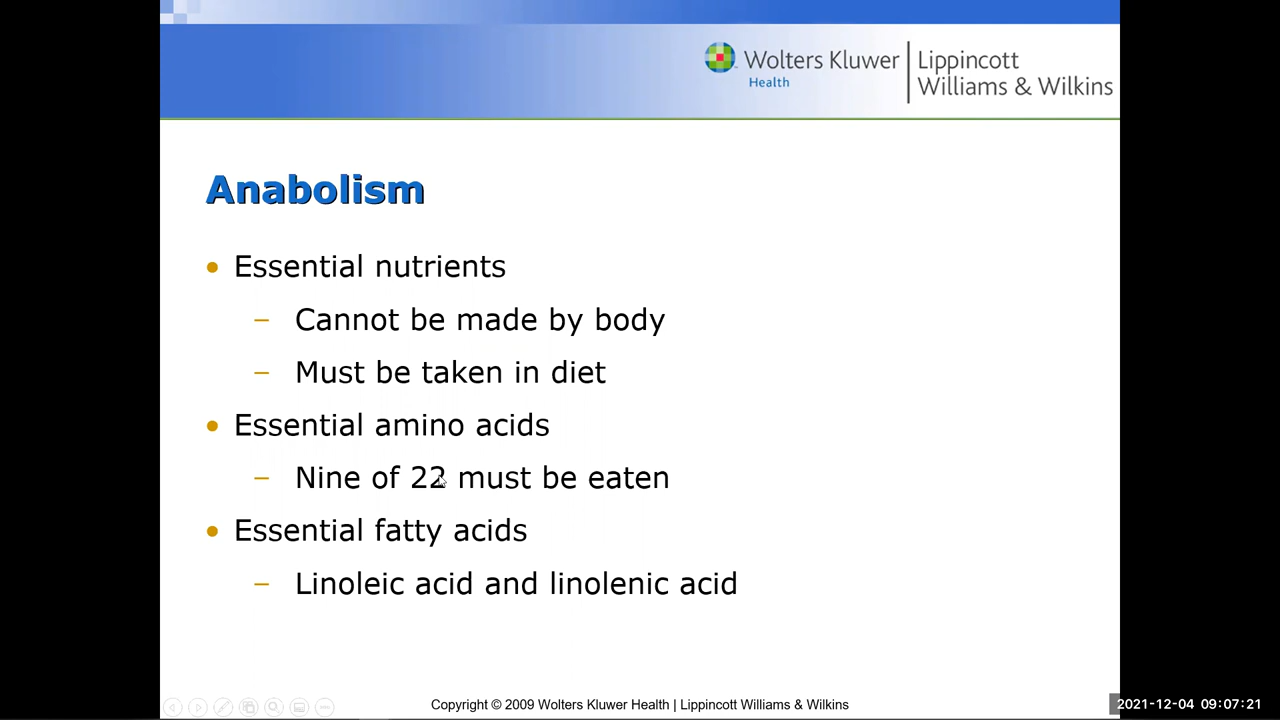 Wolters Kluwer
Health
Lippincott
Williams & Wilkins
Anabolism
• Essential nutrients
– Cannot be made by body
– Must be taken in diet
• Essential amino acids
– Nine of 22 must be eaten
• Essential fatty acids
– Linoleic acid and linolenic acid
Copyright © 2009 Wolters Kluwer Health | Lippincott Williams & Wilkins
2021-12-04 09:07:21